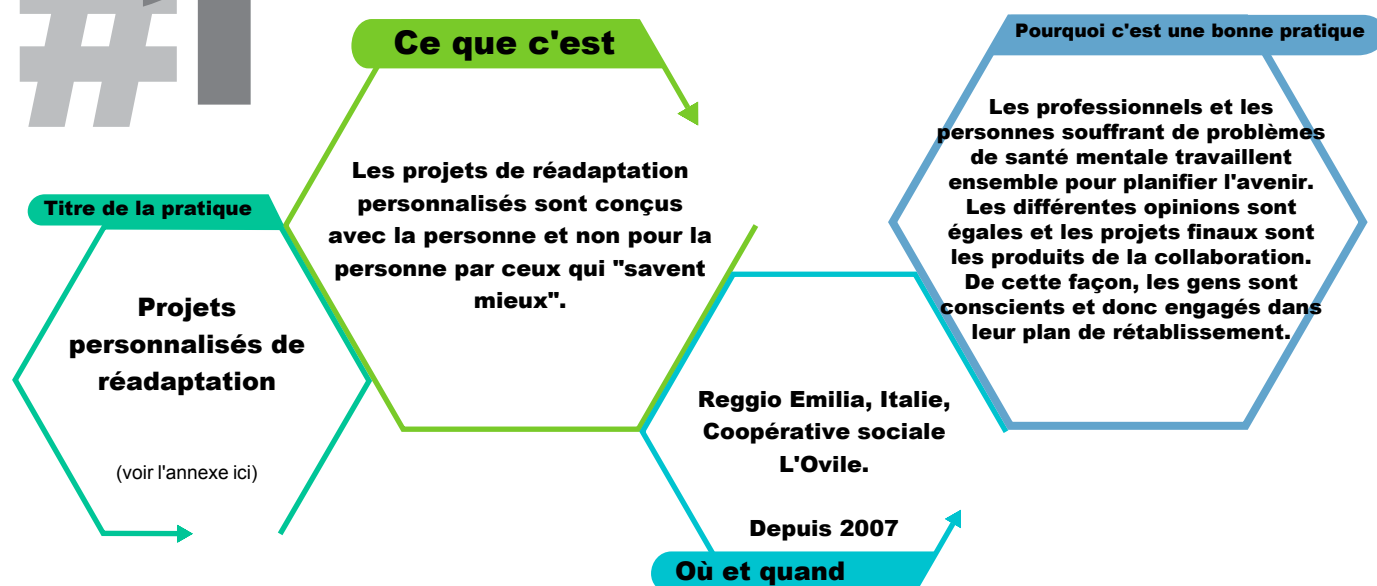 #1
Titre de la pratique
Projets
personnalisés de
réadaptation
(voir l'annexe ici)
Ce que c'est
Les projets de réadaptation
personnalisés sont conçus
avec la personne et non pour la
personne par ceux qui "savent
mieux".
Reggio Emilia, Italie,
Coopérative sociale
L'Ovile.
Depuis 2007
Où et quand
Pourquoi c'est une bonne pratique
Les professionnels et les
personnes souffrant de problèmes
de santé mentale travaillent
ensemble pour planifier l'avenir.
Les différentes opinions sont
égales et les projets finaux sont
les produits de la collaboration.
De cette façon, les gens sont
conscients et donc engagés dans
leur plan de rétablissement.